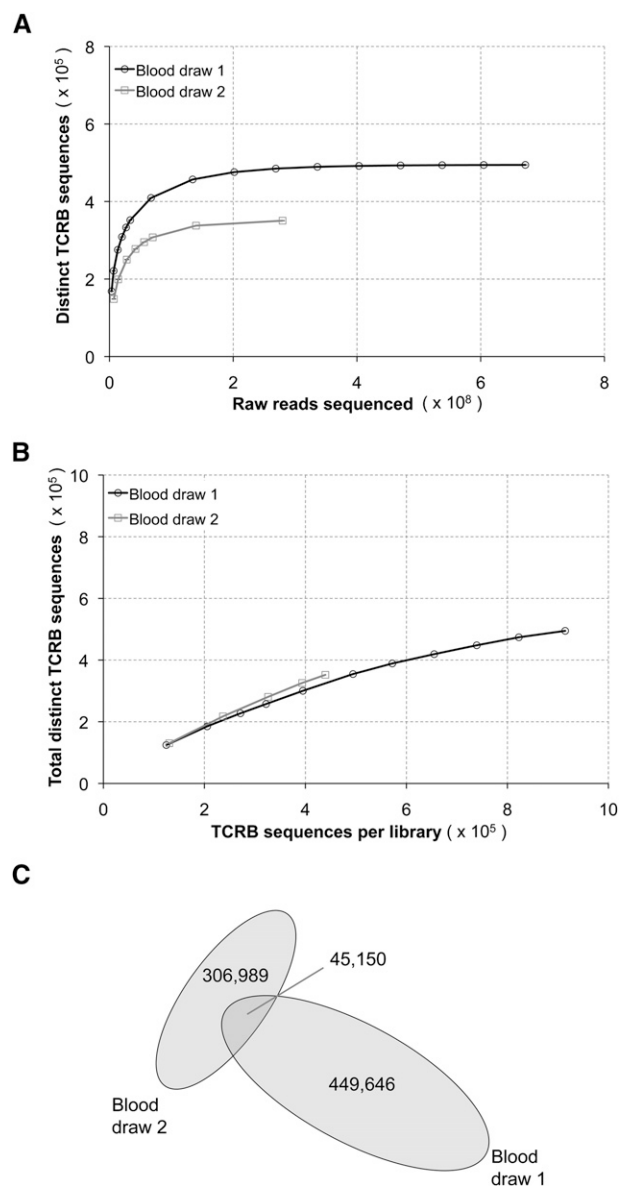 A
Distinct TCRB sequences ( x 10⁵)
8
6
4
2
0
Blood draw 1
Blood draw 2
0 2 4 6 8
Raw reads sequenced ( x 10⁸)
B
Total distinct TCRB sequences ( x 10⁵)
10
8
6
4
2
0
Blood draw 1
Blood draw 2
0 2 4 6 8 10
TCRB sequences per library ( x 10⁵)
C
306,989
45,150
449,646
Blood
draw 2
Blood
draw 1